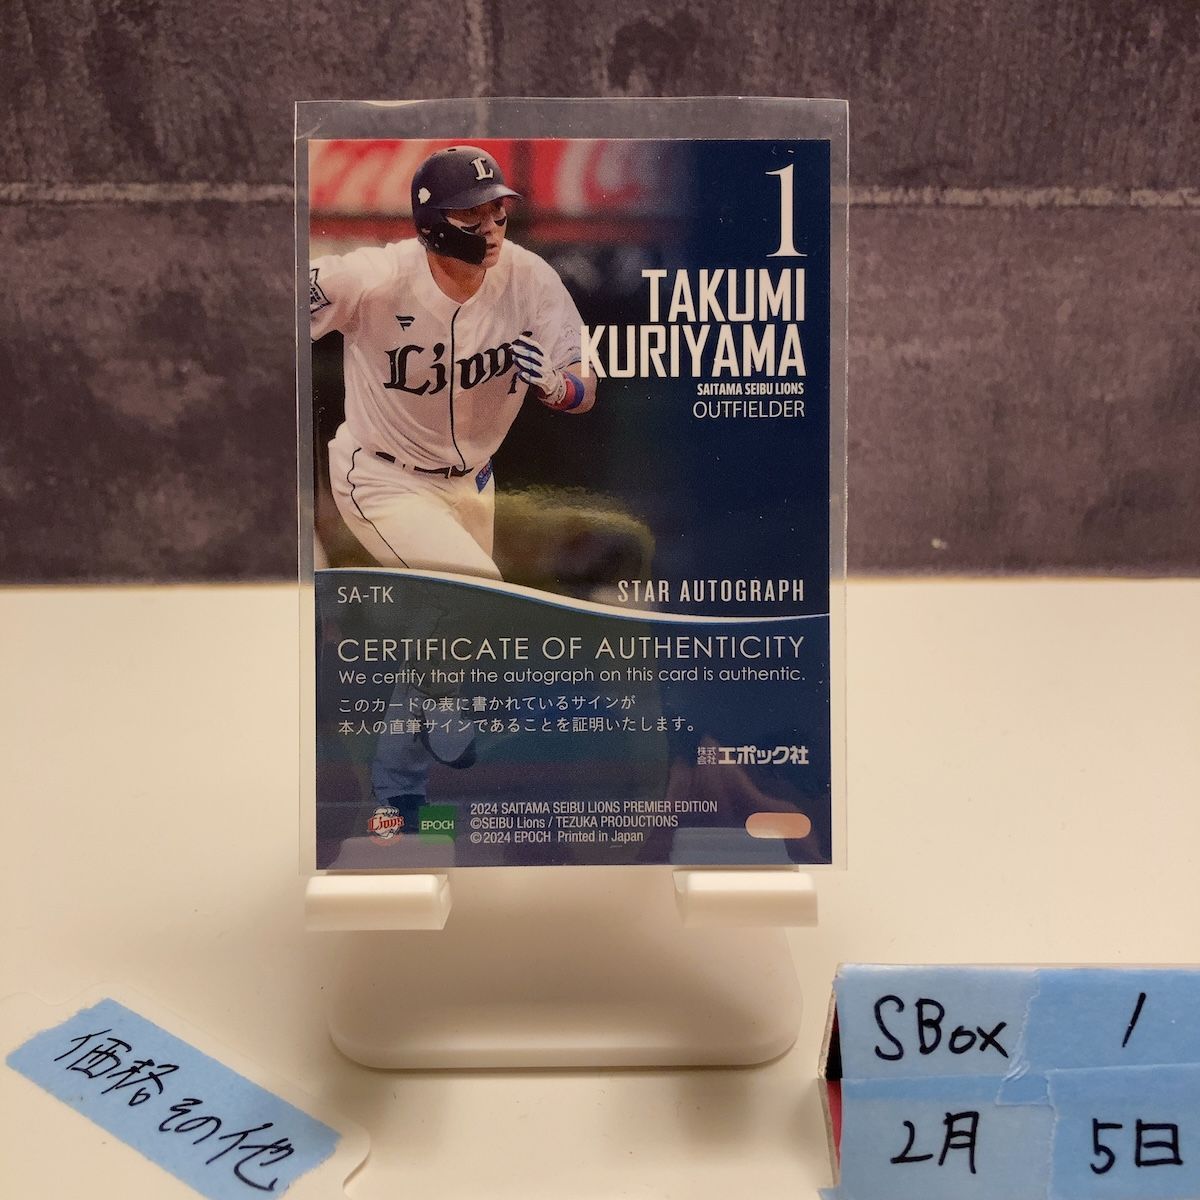 L
Lions
1
TAKUMI
KURIYAMA
SAITAMA SEIBU LIONS
OUTFIELDER
SA-TK
STAR AUTOGRAPH
CERTIFICATE OF AUTHENTICITY
We certify that the autograph on this card is authentic.
このカードの表に書かれているサインが
本人の直筆サインであることを証明いたします。
株式会社エポック社
Lions
EPOCH
2024 SAITAMA SEIBU LIONS PREMIER EDITION
©SEIBU Lions / TEZUKA PRODUCTIONS
©2024 EPOCH Printed in Japan
価格その他
SBox 1
2月 5日